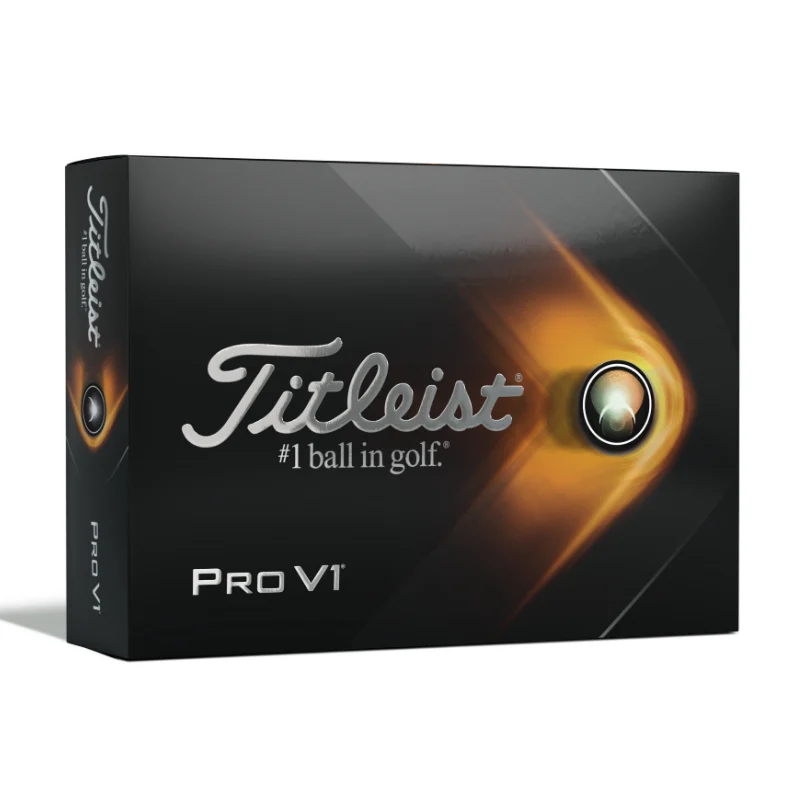 Titleist®
#1 ball in golf.®
PRO V1®
Titleist
#1 ball in golf.®
PRO V1